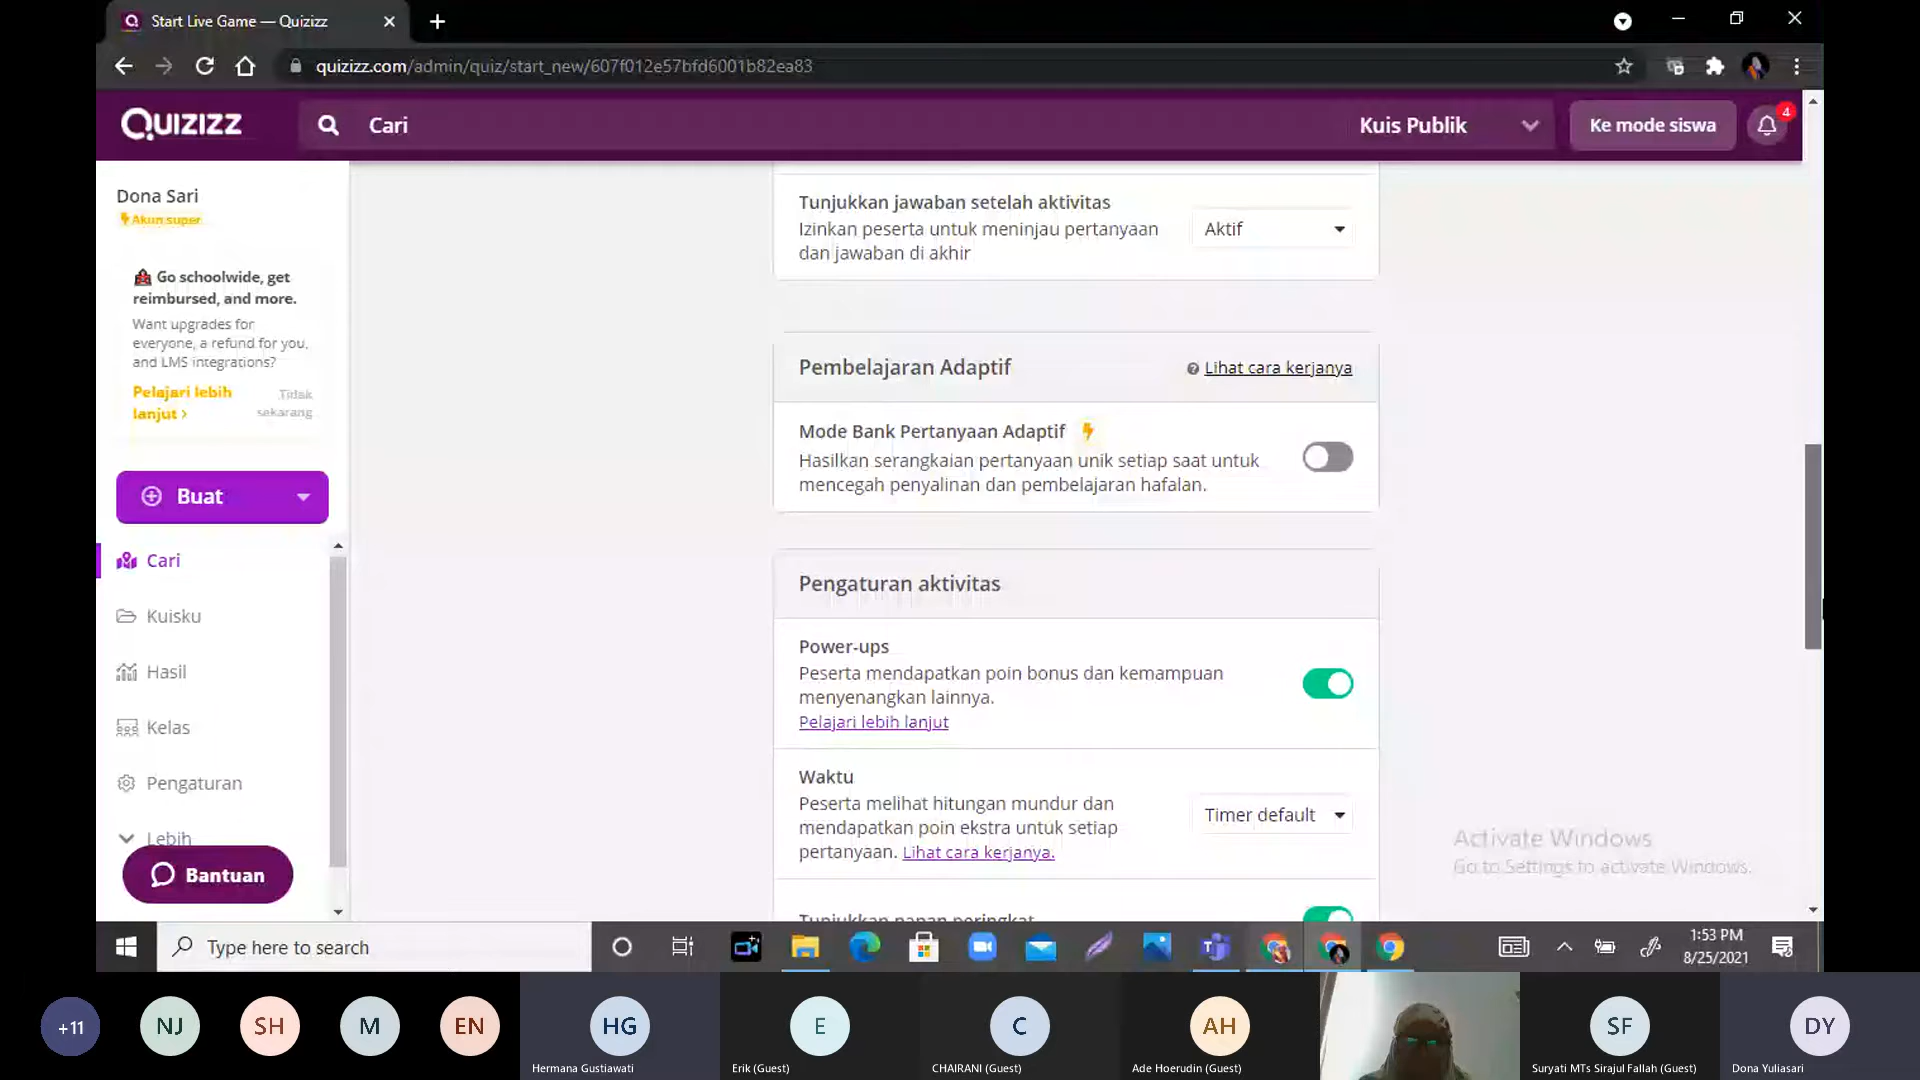 Start Live Game — Quizizz
quizizz.com/admin/quiz/start_new/607f012e57bfd6001b82ea83
QUIZIZZ
Cari
Kuis Publik
Ke mode siswa
4
Dona Sari
Akun super
Go schoolwide, get
reimbursed, and more.
Want upgrades for
everyone, a refund for you,
and LMS integrations?
Pelajari lebih
lanjut >
Tidak
sekarang
Buat
Cari
Kuisku
Hasil
Kelas
Pengaturan
Lebih
Bantuan
Tunjukkan jawaban setelah aktivitas
Izinkan peserta untuk meninjau pertanyaan
dan jawaban di akhir
Aktif
Pembelajaran Adaptif
Lihat cara kerjanya
Mode Bank Pertanyaan Adaptif
Hasilkan serangkaian pertanyaan unik setiap saat untuk
mencegah penyalinan dan pembelajaran hafalan.
Pengaturan aktivitas
Power-ups
Peserta mendapatkan poin bonus dan kemampuan
menyenangkan lainnya.
Pelajari lebih lanjut
Waktu
Peserta melihat hitungan mundur dan
mendapatkan poin ekstra untuk setiap
pertanyaan. Lihat cara kerjanya.
Timer default
Tunjukkan papan peringkat
Activate Windows
Go to Settings to activate Windows.
Type here to search
1:53 PM
8/25/2021
+11
NJ
SH
M
EN
HG
E
C
AH
SF
DY
Hermana Gustiawati
Erik (Guest)
CHAIRANI (Guest)
Ade Hoerudin (Guest)
Suryati MTs Sirajul Fallah (Guest)
Dona Yuliasari